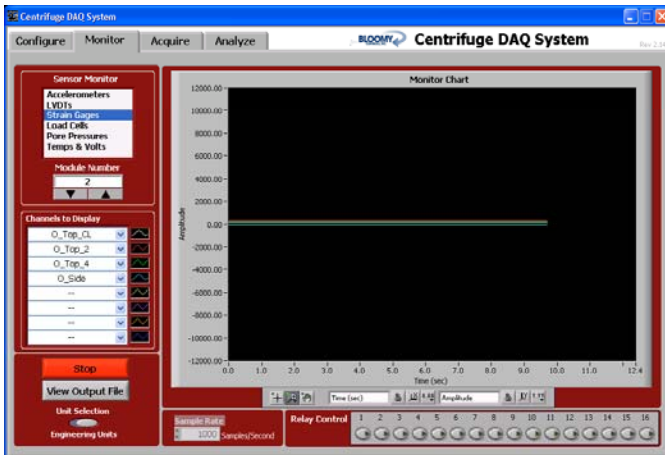 Centrifuge DAQ System
Configure Monitor Acquire Analyze
BLOOMY
Centrifuge DAQ System
Sensor Monitor
Accelerometers
LVDTs
Strain Gages
Load Cells
Pore Pressures
Temps & Volts
Module Number
2
Channels to Display
O_Top_CL
O_Top_2
O_Top_4
O_Side
--
--
--
--
Stop
View Output File
Unit Selection
Engineering Units
Monitor Chart
Amplitude
12000.00
10000.00
8000.00
6000.00
4000.00
2000.00
0.00
-2000.00
-4000.00
-6000.00
-8000.00
-10000.00
-12000.00
0.0 1.0 2.0 3.0 4.0 5.0 6.0 7.0 8.0 9.0 10.0 11.0 12.4
Time (sec)
Time (sec) Amplitude
Sample Rate
1000 Samples/Second
Relay Control 1 2 3 4 5 6 7 8 9 10 11 12 13 14 15 16